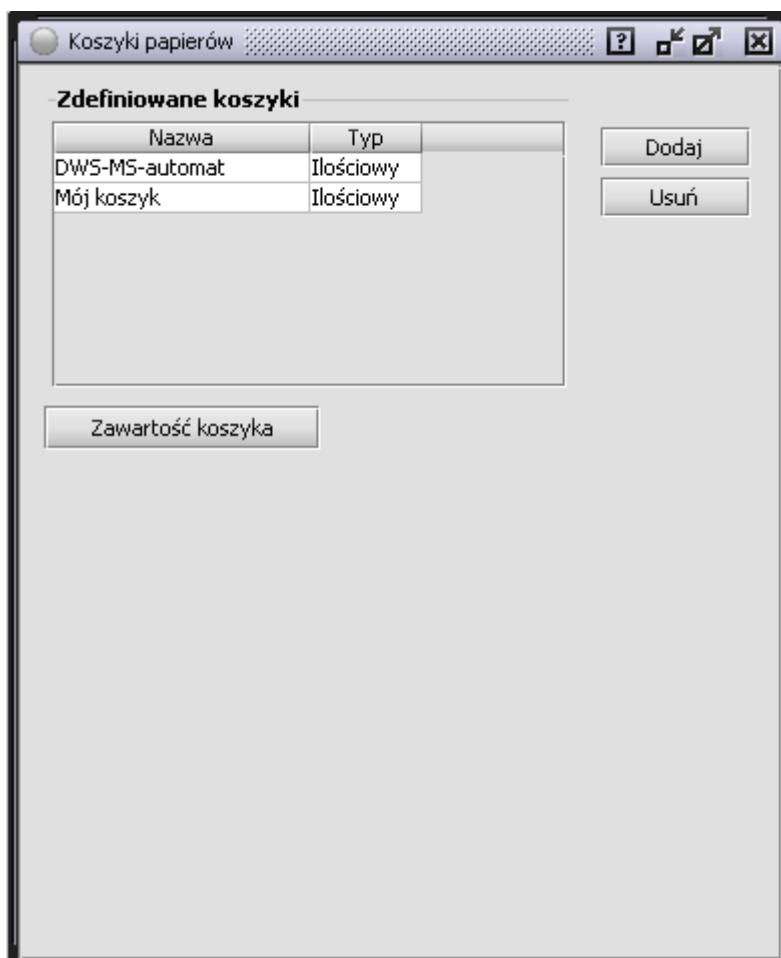 Koszyki papierów
Zdefiniowane koszyki
Nazwa Typ
DWS-MS-automat Ilościowy
Mój koszyk Ilościowy
Dodaj
Usuń
Zawartość koszyka